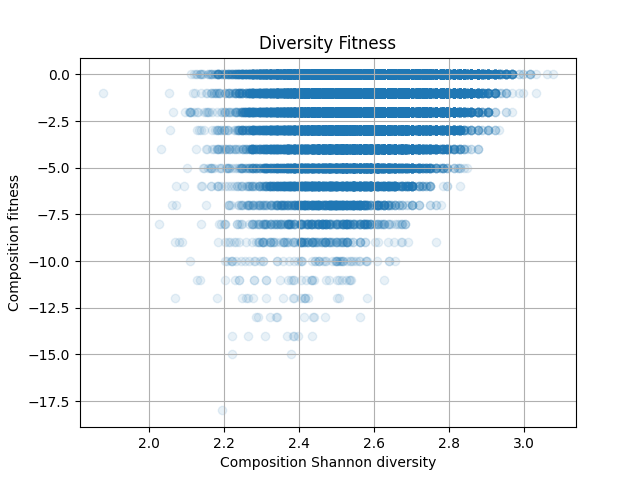 Diversity Fitness
Composition fitness
0.0
−2.5
−5.0
−7.5
−10.0
−12.5
−15.0
−17.5
2.0 2.2 2.4 2.6 2.8 3.0
Composition Shannon diversity